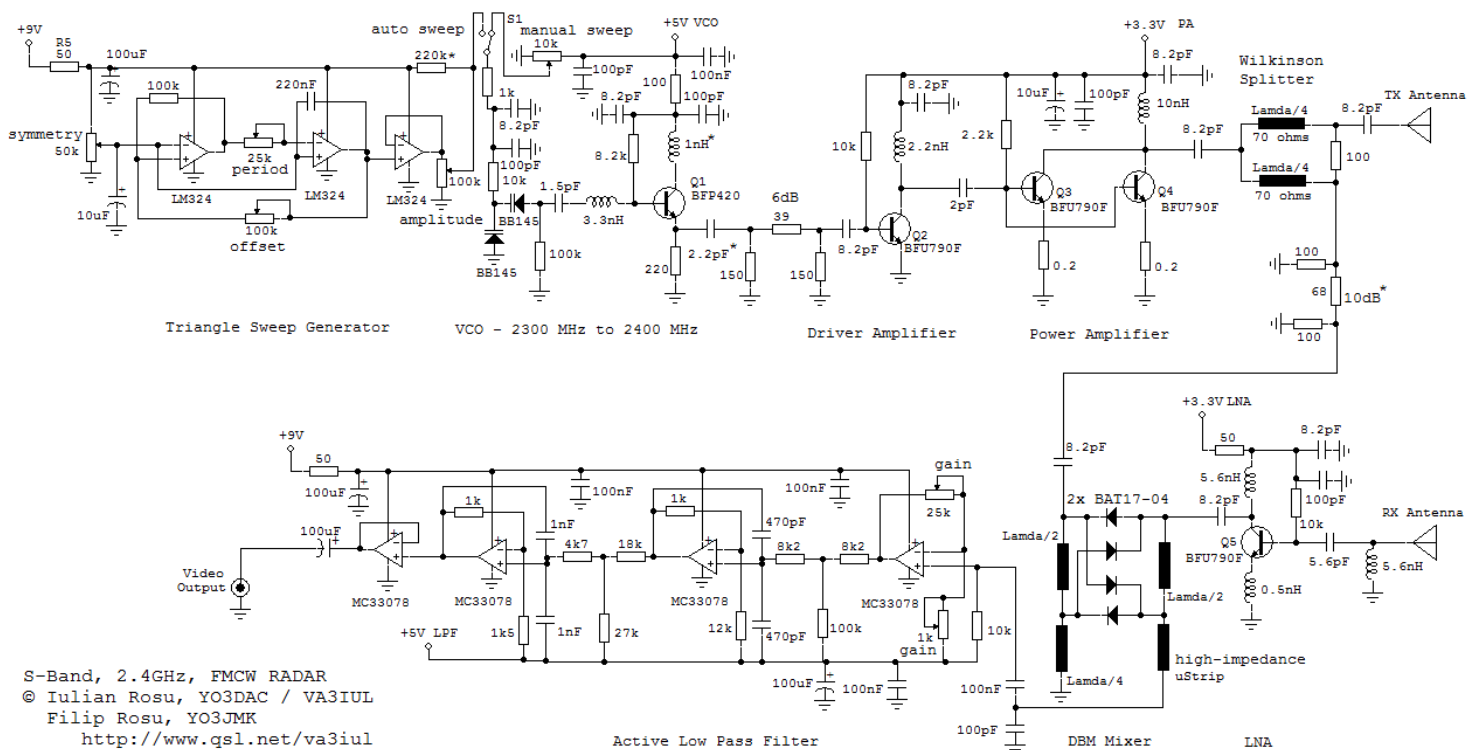 +9V
R5
50
100uF
auto sweep
S1
manual sweep
10k
+5V VCO
220k*
100pF
100nF
100
100k
220nF
1k
8.2pF
8.2pF
100pF
1nH*
symmetry
50k
25k
period
LM324
LM324
LM324
10uF
100k
offset
100k
amplitude
100pF
10k
8.2k
1.5pF
3.3nH
BB145
BB145
100k
Q1
BFP420
220
2.2pF*
150
6dB
39
150
8.2pF
10k
8.2pF
2.2nH
Q2
BFU790F
2pF
2.2k
+3.3V PA
10uF
100pF
8.2pF
10nH
Q3
BFU790F
Q4
BFU790F
0.2
0.2
8.2pF
Wilkinson
Splitter
Lamda/4
70 ohms
Lamda/4
70 ohms
8.2pF
TX Antenna
100
100
68
10dB*
100
Triangle Sweep Generator
VCO - 2300 MHz to 2400 MHz
Driver Amplifier
Power Amplifier
+9V
50
100uF
100uF
Video
Output
MC33078
1k
MC33078
1nF
100nF
4k7
18k
1nF
1k5
+5V LPF
27k
1k
MC33078
470pF
12k
470pF
8k2
8k2
100nF
100k
gain
25k
MC33078
1k
gain
10k
100uF
100nF
100nF
100pF
8.2pF
2x BAT17-04
Lamda/2
Lamda/2
Lamda/4
high-impedance
uStrip
+3.3V LNA
50
8.2pF
5.6nH
8.2pF
100pF
10k
Q5
BFU790F
0.5nH
5.6pF
5.6nH
RX Antenna
S-Band, 2.4GHz, FMCW RADAR
© Iulian Rosu, YO3DAC / VA3IUL
Filip Rosu, YO3JMK
http://www.qsl.net/va3iul
Active Low Pass Filter
DBM Mixer
LNA